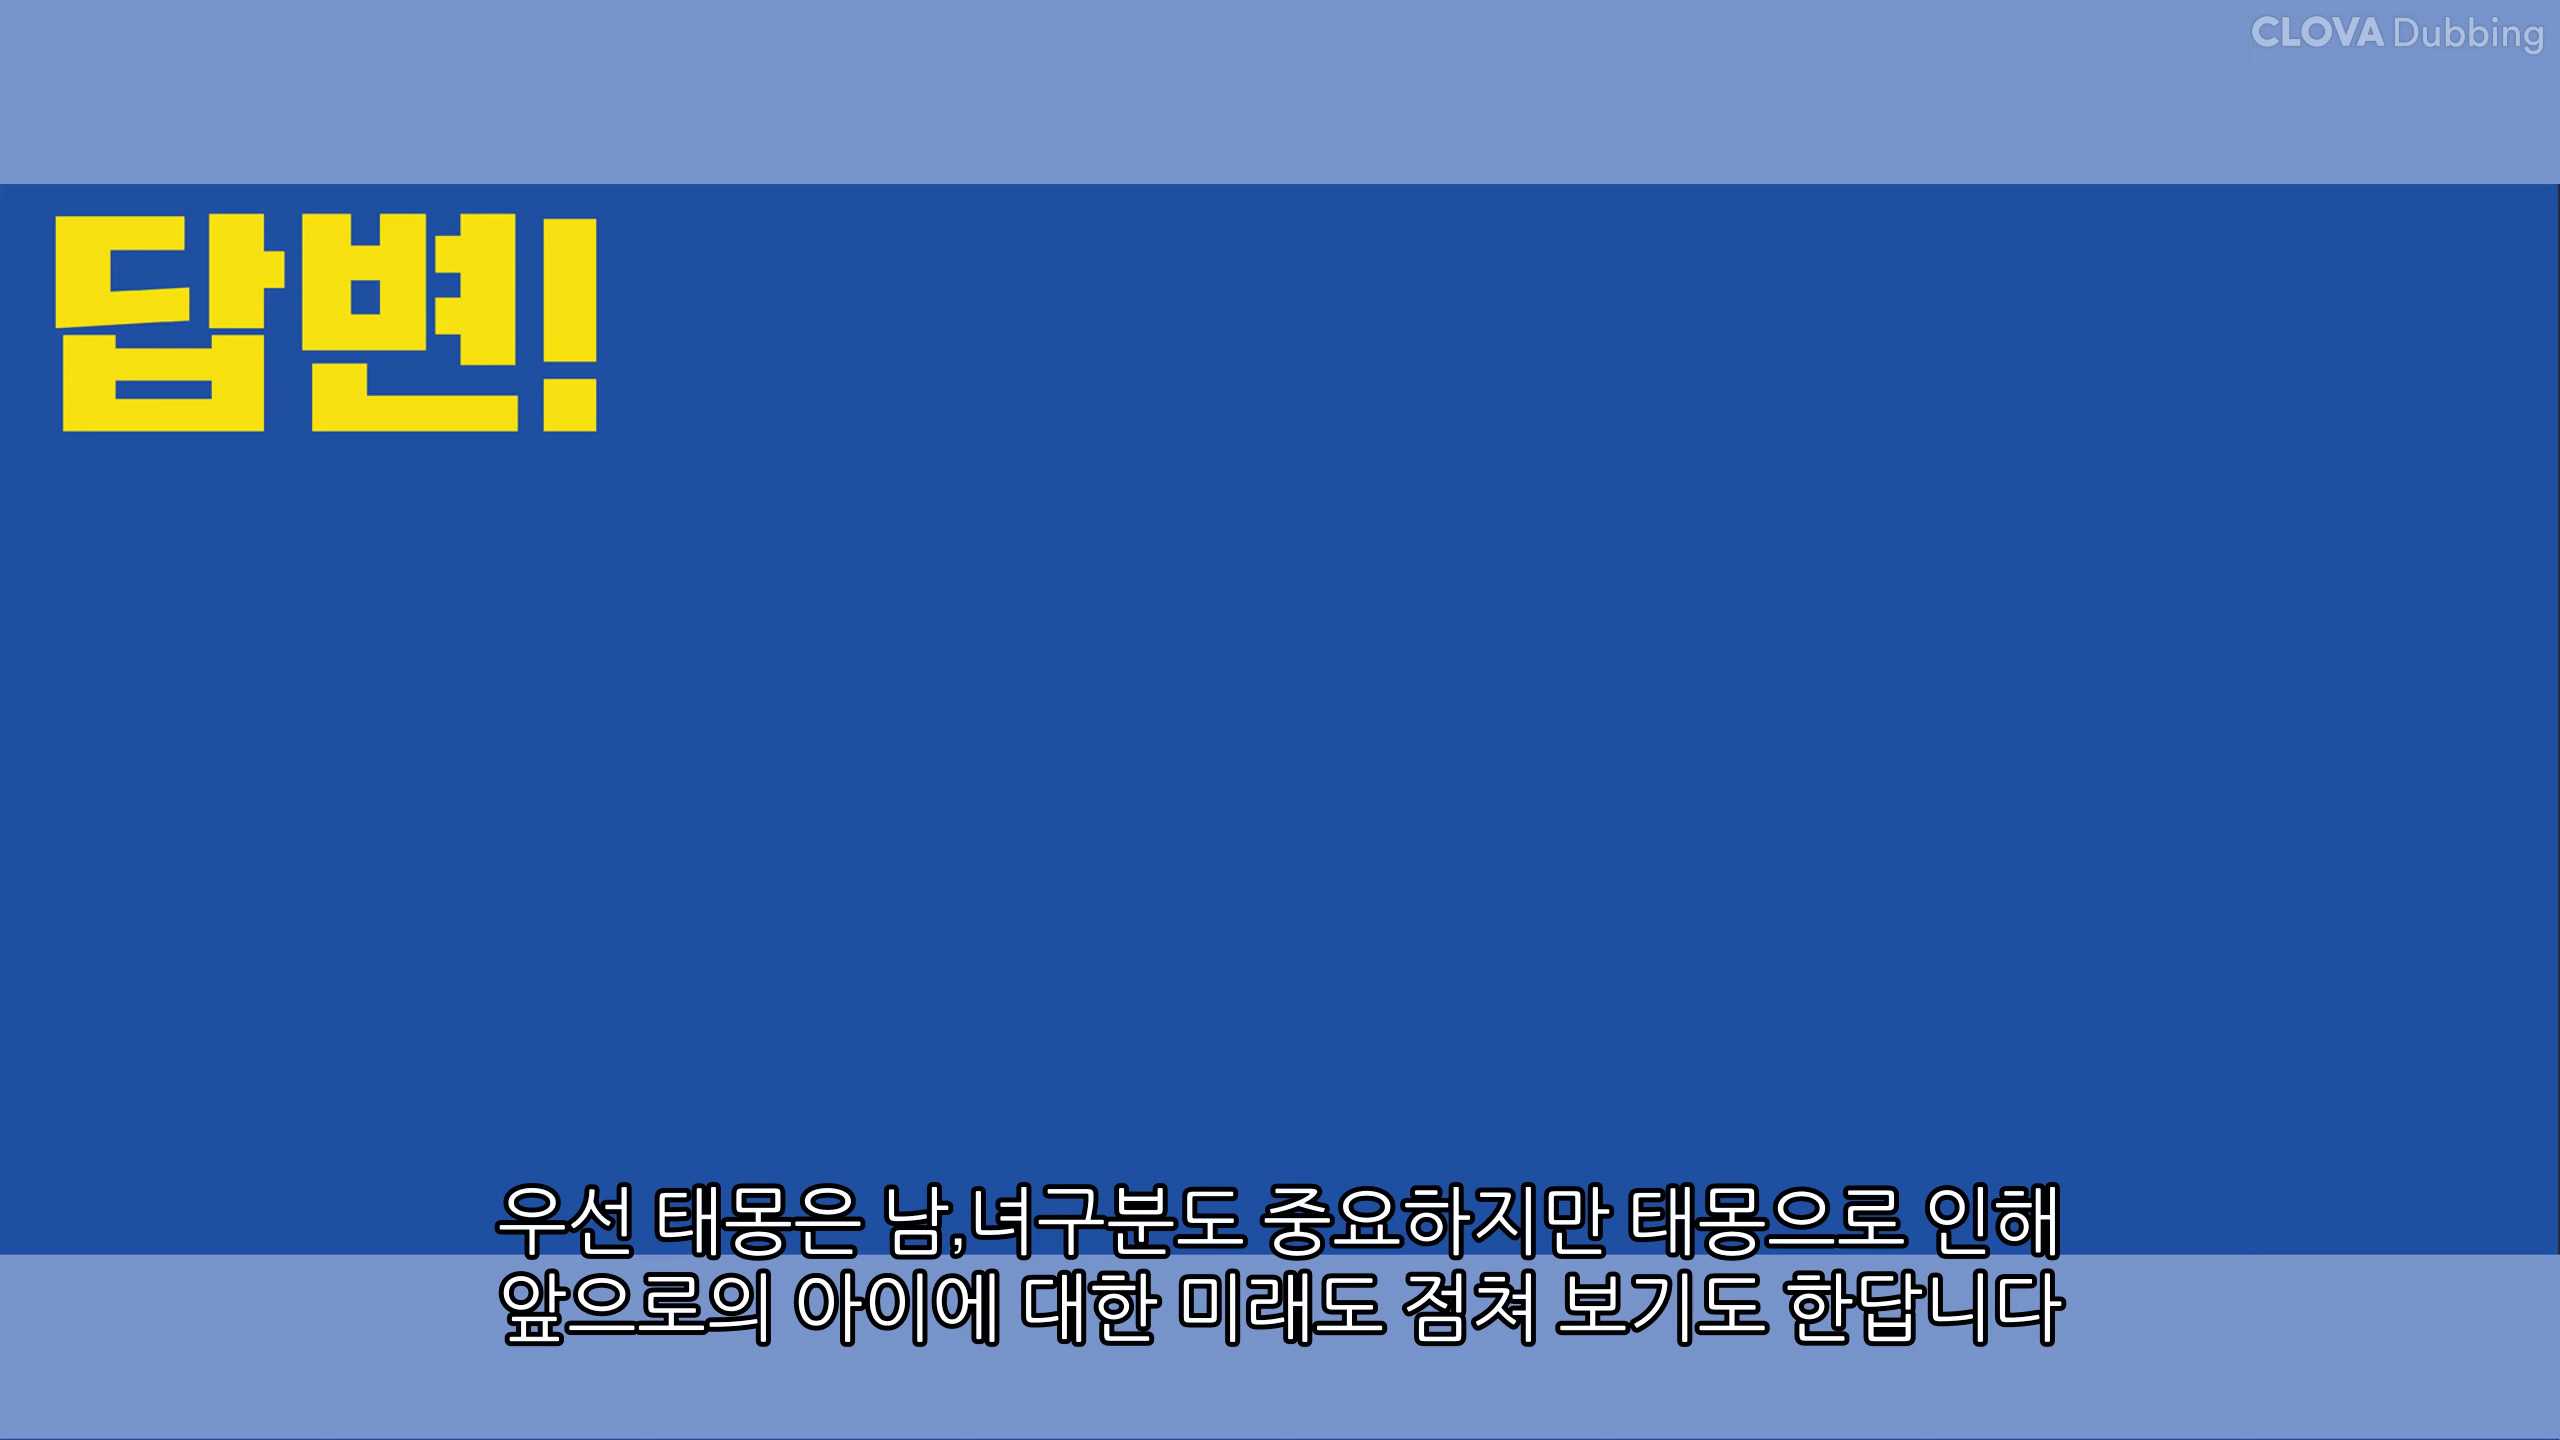 CLOVA Dubbing
답변!
우선 태몽은 남,녀구분도 중요하지만 태몽으로 인해
앞으로의 아이에 대한 미래도 점쳐 보기도 한답니다